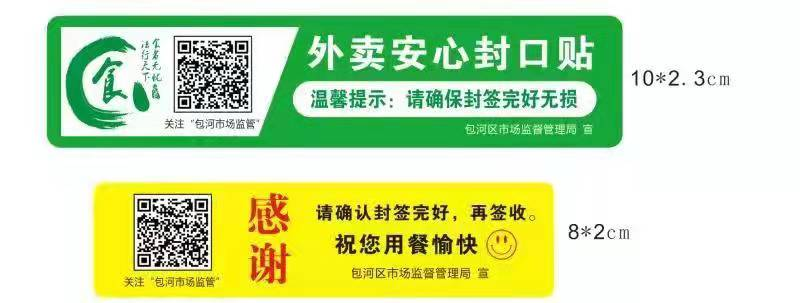 食
食者无忧
法行天下
关注“包河市场监管”
外卖安心封口贴
温馨提示：请确保封签完好无损
包河区市场监督管理局 宣
10*2.3cm
关注“包河市场监管”
感谢
请确认封签完好，再签收。
祝您用餐愉快
包河区市场监督管理局 宣
8*2cm